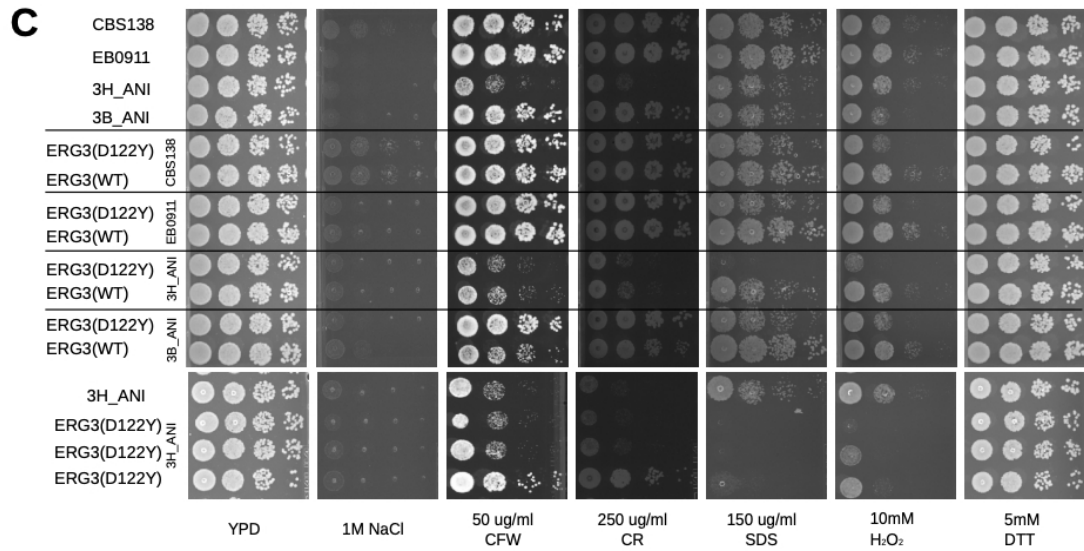 C
CBS138
EB0911
3H_ANI
3B_ANI
ERG3(D122Y)
ERG3(WT)
CBS138
ERG3(D122Y)
ERG3(WT)
EB0911
ERG3(D122Y)
ERG3(WT)
3H_ANI
ERG3(D122Y)
ERG3(WT)
3B_ANI
3H_ANI
ERG3(D122Y)
ERG3(D122Y)
ERG3(D122Y)
3H_ANI
YPD
1M NaCl
50 ug/ml
CFW
250 ug/ml
CR
150 ug/ml
SDS
10mM
H₂O₂
5mM
DTT